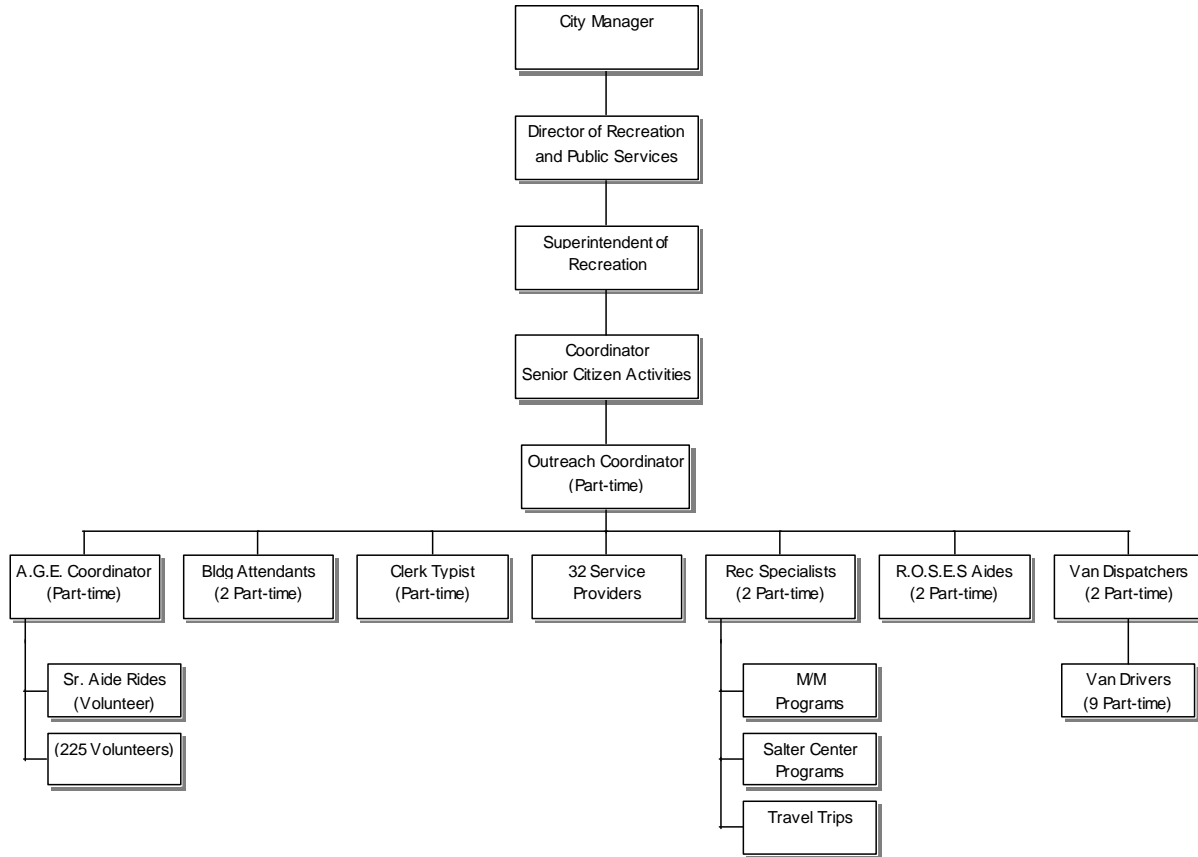 City Manager
Director of Recreation
and Public Services
Superintendent of
Recreation
Coordinator
Senior Citizen Activities
Outreach Coordinator
(Part-time)
A.G.E. Coordinator
(Part-time)
Bldg Attendants
(2 Part-time)
Clerk Typist
(Part-time)
32 Service
Providers
Rec Specialists
(2 Part-time)
R.O.S.E.S Aides
(2 Part-time)
Van Dispatchers
(2 Part-time)
Sr. Aide Rides
(Volunteer)
(225 Volunteers)
M/M
Programs
Salter Center
Programs
Travel Trips
Van Drivers
(9 Part-time)